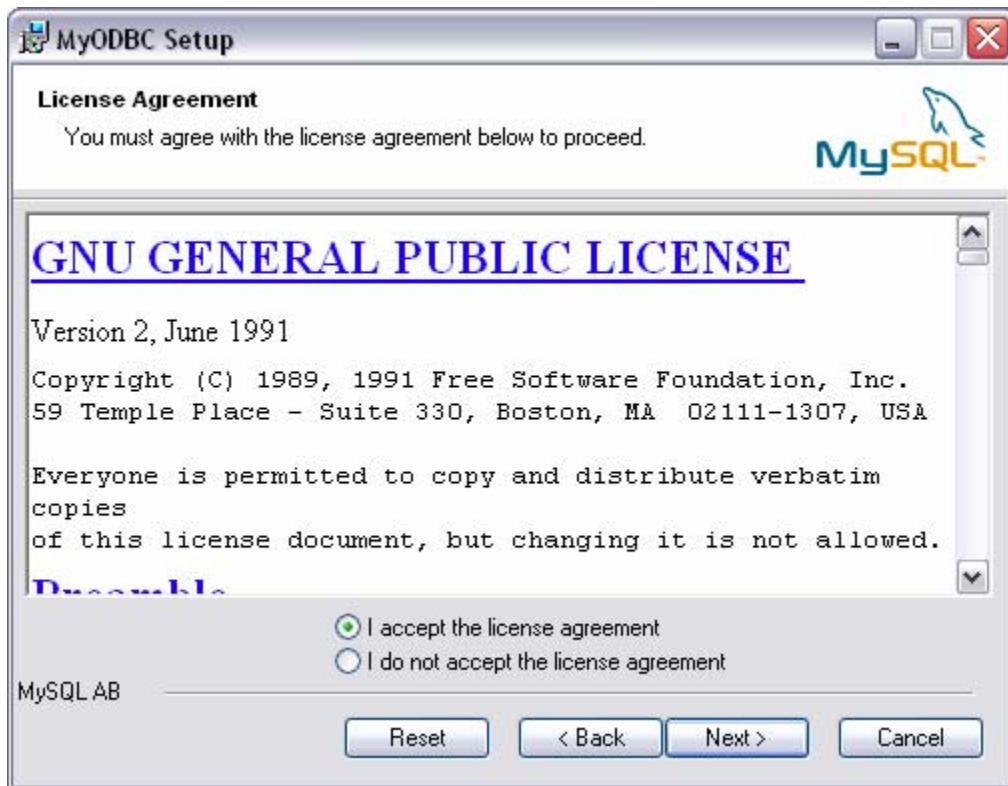 MyODBC Setup
License Agreement
You must agree with the license agreement below to proceed.
MySQL
GNU GENERAL PUBLIC LICENSE
Version 2, June 1991
Copyright (C) 1989, 1991 Free Software Foundation, Inc.
59 Temple Place - Suite 330, Boston, MA  02111-1307, USA
Everyone is permitted to copy and distribute verbatim
copies
of this license document, but changing it is not allowed.
Preamble
I accept the license agreement
I do not accept the license agreement
MySQL AB
Reset
< Back
Next >
Cancel